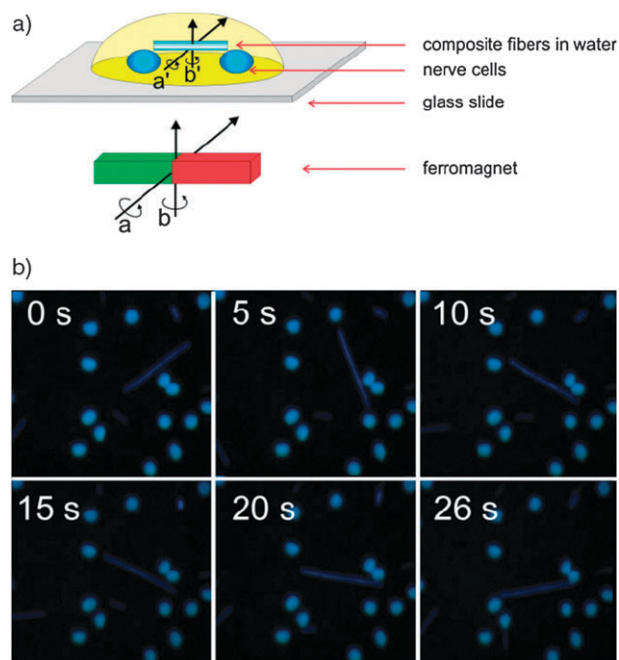 a)
composite fibers in water
nerve cells
a' b'
glass slide
ferromagnet
a b
b)
0 s 5 s 10 s
15 s 20 s 26 s